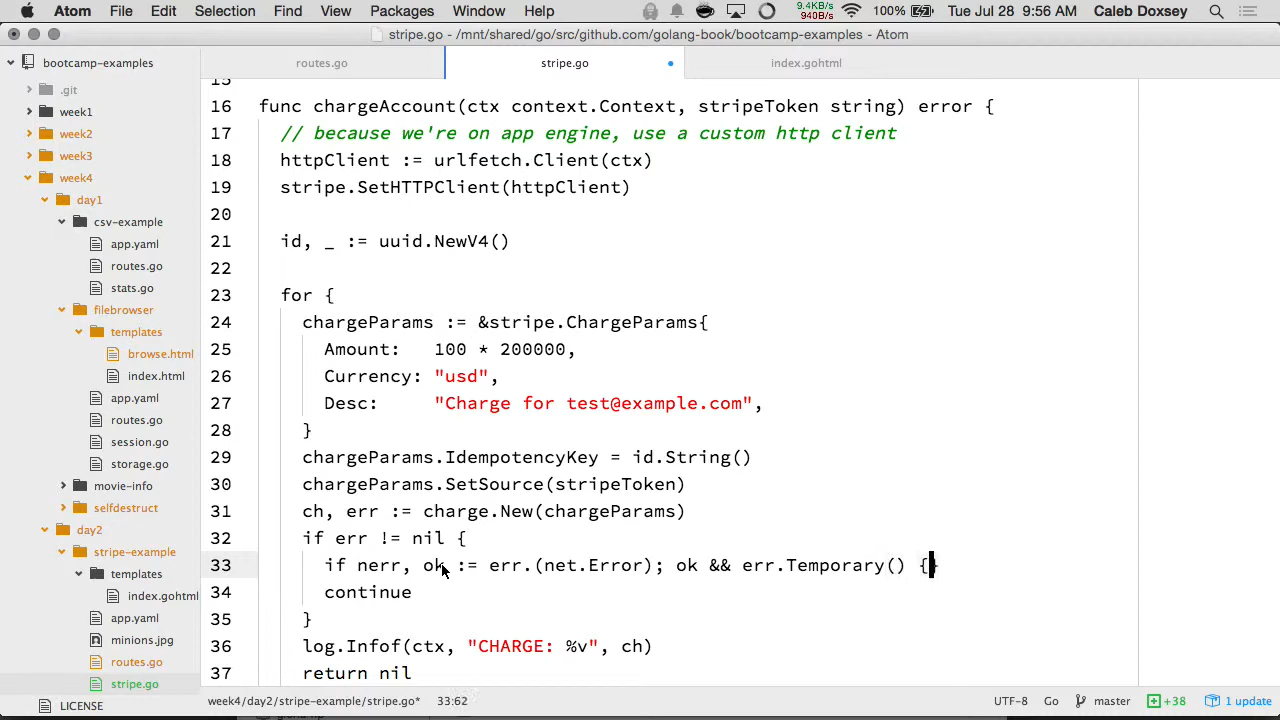 Atom File Edit Selection Find View Packages Window Help 9.4KB/s 940B/s 100% Tue Jul 28 9:56 AM Caleb Doxsey
stripe.go - /mnt/shared/go/src/github.com/golang-book/bootcamp-examples - Atom
bootcamp-examples
.git
week1
week2
week3
week4
day1
csv-example
app.yaml
routes.go
stats.go
filebrowser
templates
browse.html
index.html
app.yaml
routes.go
session.go
storage.go
movie-info
selfdestruct
day2
stripe-example
templates
index.gohtml
app.yaml
minions.jpg
routes.go
stripe.go
LICENSE
routes.go stripe.go index.gohtml
15
16 func chargeAccount(ctx context.Context, stripeToken string) error {
17 // because we're on app engine, use a custom http client
18 httpClient := urlfetch.Client(ctx)
19 stripe.SetHTTPClient(httpClient)
20
21 id, _ := uuid.NewV4()
22
23 for {
24 chargeParams := &stripe.ChargeParams{
25 Amount: 100 * 200000,
26 Currency: "usd",
27 Desc: "Charge for test@example.com",
28 }
29 chargeParams.IdempotencyKey = id.String()
30 chargeParams.SetSource(stripeToken)
31 ch, err := charge.New(chargeParams)
32 if err != nil {
33 if nerr, ok := err.(net.Error); ok && err.Temporary() {}
34 continue
35 }
36 log.Infof(ctx, "CHARGE: %v", ch)
37 return nil
week4/day2/stripe-example/stripe.go* 33:62 UTF-8 Go master +38 1 update